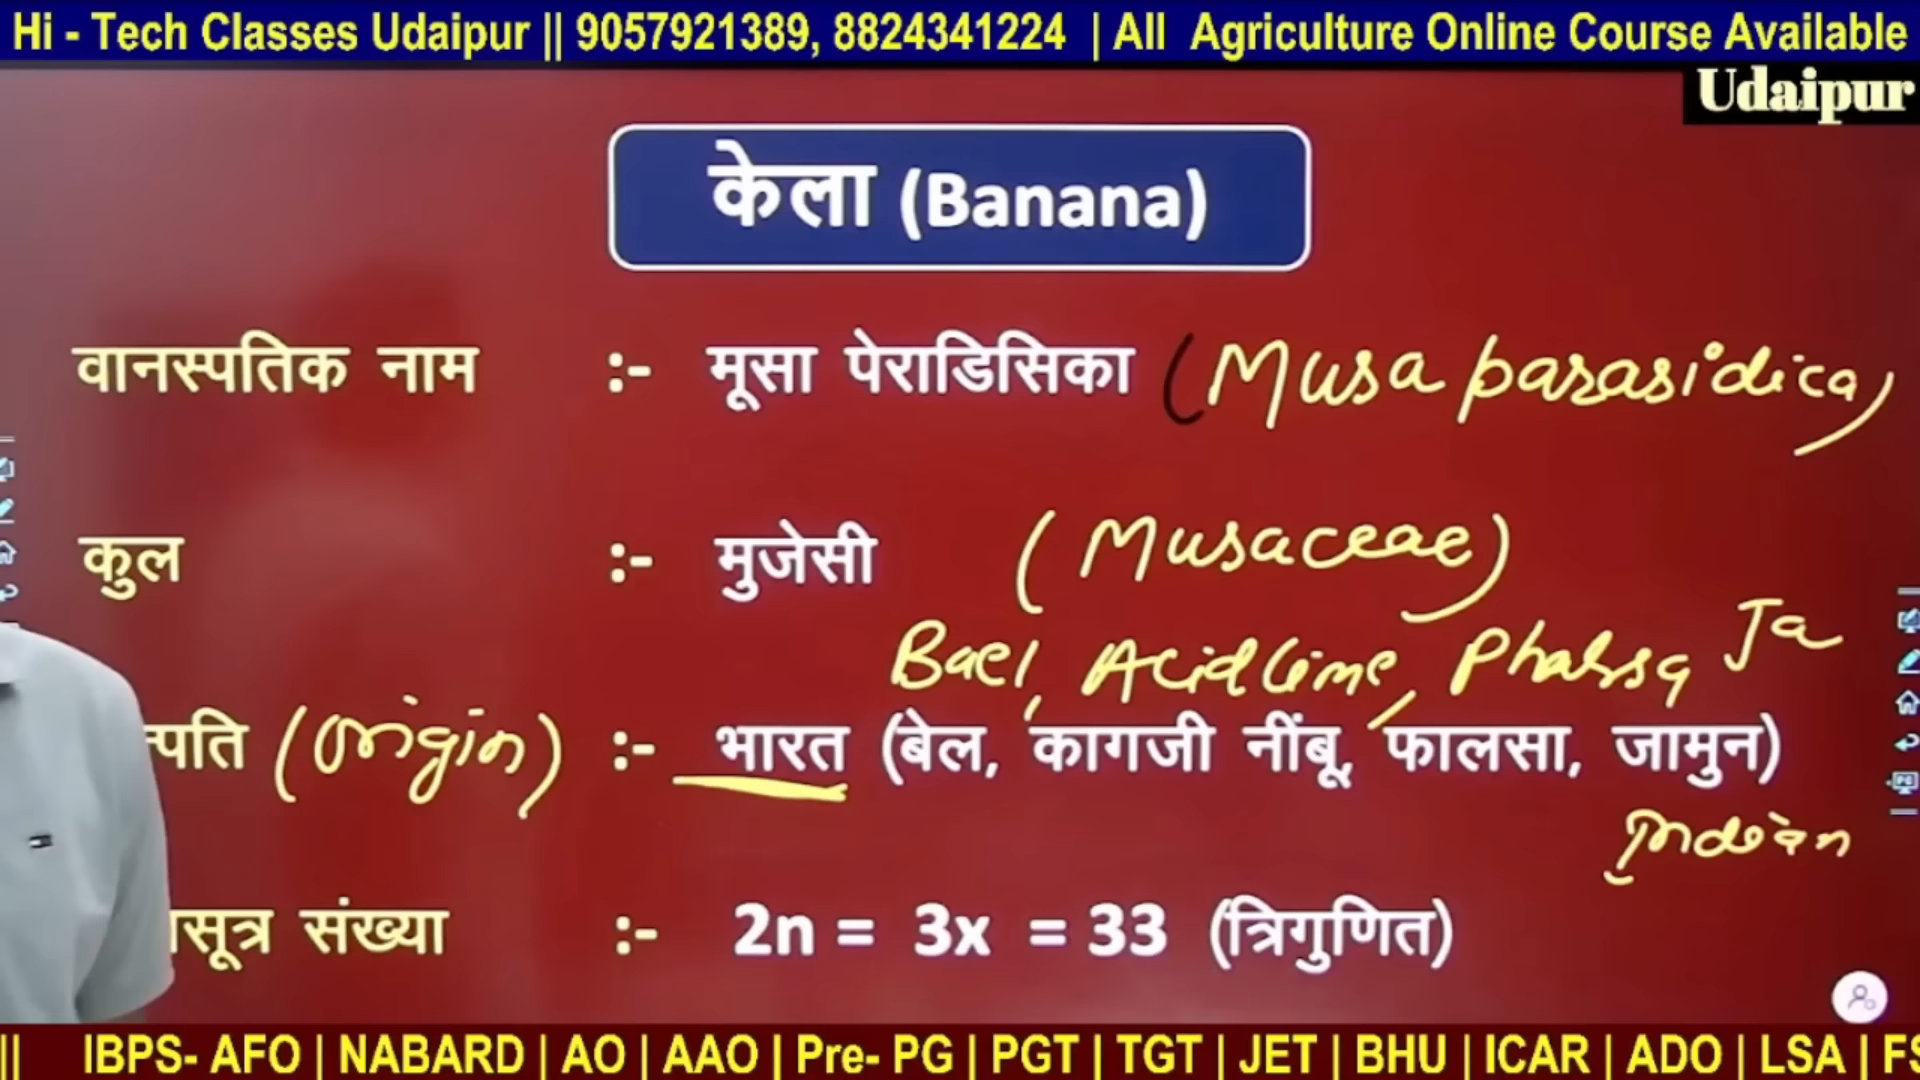 Hi - Tech Classes Udaipur || 9057921389, 8824341224 | All Agriculture Online Course Available
Udaipur
केला (Banana)
वानस्पतिक नाम :- मूसा पेराडिसिका (Musa parasidica)
कुल :- मुजेसी (Musaceae)
Bael, Acid lime, Phalsa Ja
त्पति (origin) :- भारत (बेल, कागजी नींबू, फालसा, जामुन)
Indian
सूत्र संख्या :- 2n = 3x = 33 (त्रिगुणित)
|| IBPS- AFO | NABARD | AO | AAO | Pre- PG | PGT | TGT | JET | BHU | ICAR | ADO | LSA | FS